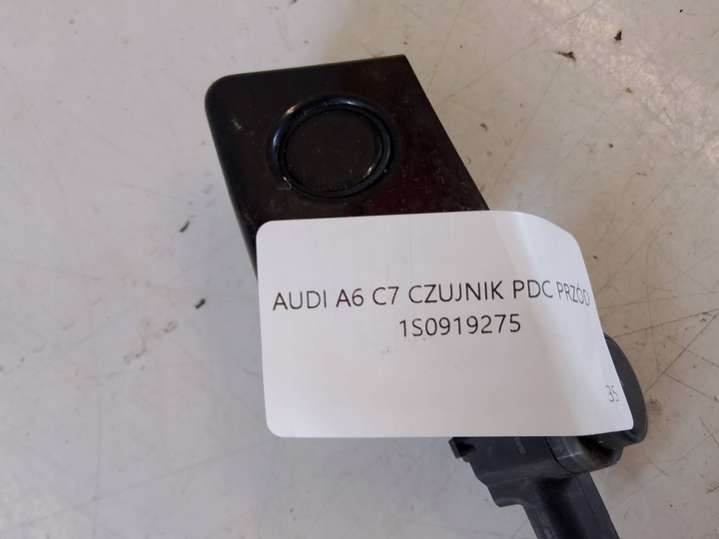 AUDI A6 C7 CZUJNIK PDC PRZÓD
1S0919275
35